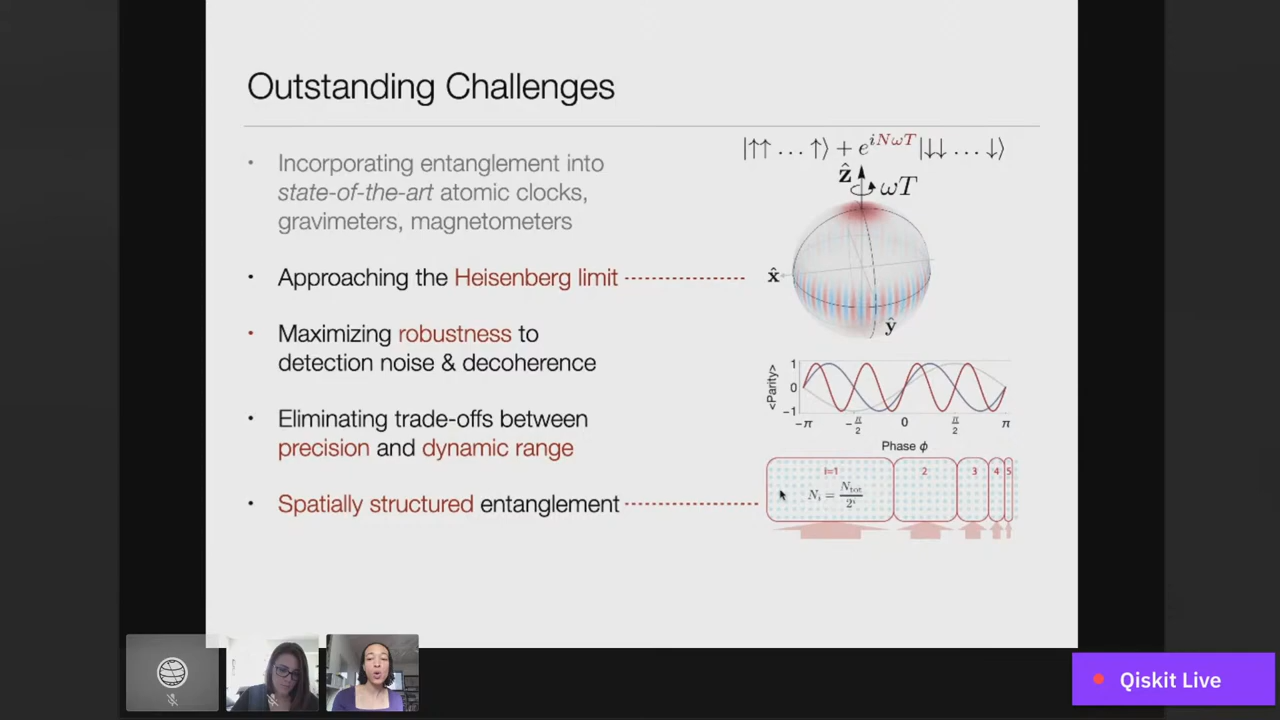 Outstanding Challenges
• Incorporating entanglement into
state-of-the-art atomic clocks,
gravimeters, magnetometers
• Approaching the Heisenberg limit
• Maximizing robustness to
detection noise & decoherence
• Eliminating trade-offs between
precision and dynamic range
• Spatially structured entanglement
|↑↑ … ↑⟩ + e^{iNωT}|↓↓ … ↓⟩
ẑ ωT
x̂
ŷ
<Parity>
1
0
−1
−π −π/2 0 π/2 π
Phase ϕ
i=1 2 3 4 5
N_i = N_tot/2^i
Qiskit Live